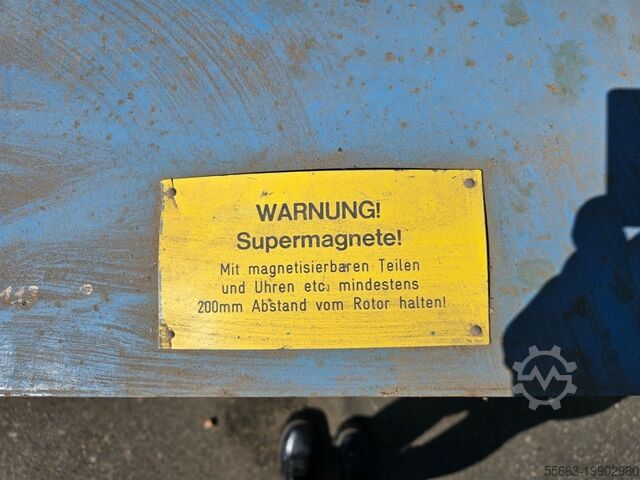 WARNUNG!
Supermagnete!
Mit magnetisierbaren Teilen
und Uhren etc. mindestens
200mm Abstand vom Rotor halten!
55663-19902980